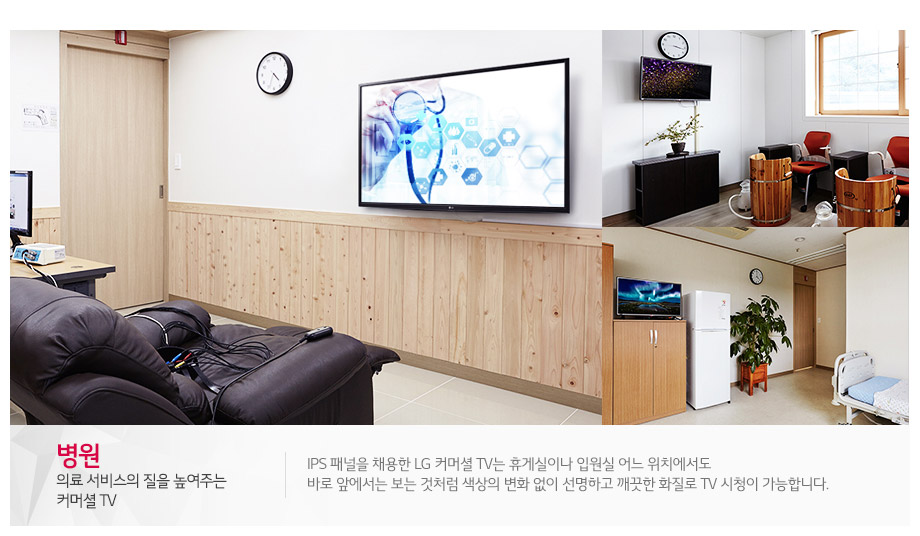 병원
의료 서비스의 질을 높여주는
커머셜 TV
IPS 패널을 채용한 LG 커머셜 TV는 휴게실이나 입원실 어느 위치에서도
바로 앞에서는 보는 것처럼 색상의 변화 없이 선명하고 깨끗한 화질로 TV 시청이 가능합니다.